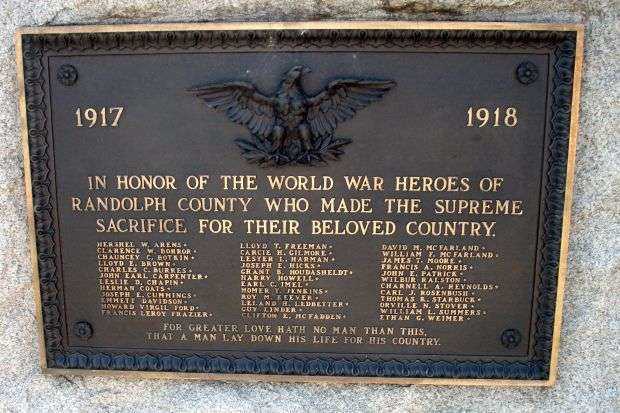 1917
1918
IN HONOR OF THE WORLD WAR HEROES OF
RANDOLPH COUNTY WHO MADE THE SUPREME
SACRIFICE FOR THEIR BELOVED COUNTRY.
HERSHEL W. ARENS
CLARENCE W. BORROR
CHAUNCEY C. BOTKIN
LLOYD E. BROWN
CHARLES C. BURRES
JOHN EARL CARPENTER
LESLIE D. CHAPIN
HERMAN COATS
JOSEPH E. CUMMINGS
EMMETT DAVIDSON
HOWARD VIRGIL FORD
FRANCIS LEROY FRAZIER
LLOYD T. FREEMAN
CARCIE H. GILMORE
LESTER L. HARMAN
JOSEPH E. HICKS
GRANT B. HOUDASHELDT
HARRY HOWELL
EARL C. IMEL
HOMER V. JENKINS
ROY M. KEEVER
LELAND H. LEDBETTER
GUY LINDER
CLIFTON E. MCFADDEN
DAVID M. MCFARLAND
WILLIAM F. MCFARLAND
JAMES T. MOORE
FRANCIS A. NORRIS
JOHN E. PATRICK
WILBUR RALSTON
CHARNELL A. REYNOLDS
CARL J. ROSENBUSH
THOMAS R. STARBUCK
ORVILLE N. STOVER
WILLIAM L. SUMMERS
ETHAN G. WEIMER
FOR GREATER LOVE HATH NO MAN THAN THIS,
THAT A MAN LAY DOWN HIS LIFE FOR HIS COUNTRY.